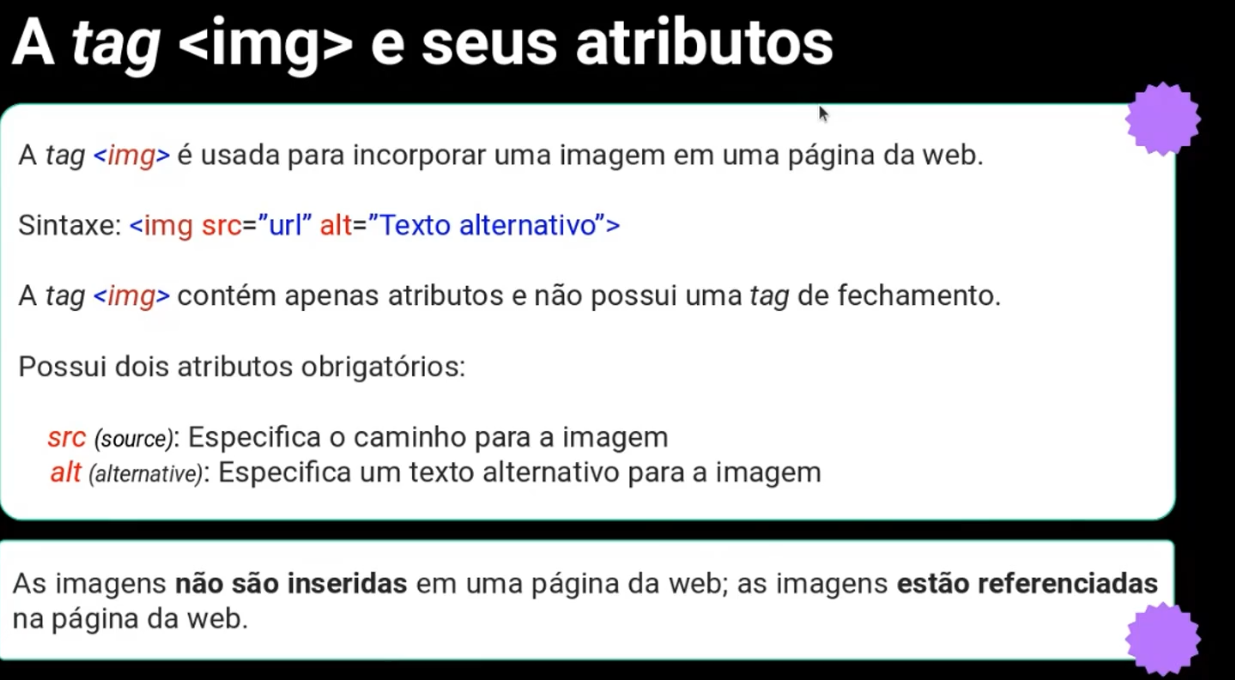 A tag <img> e seus atributos
A tag <img> é usada para incorporar uma imagem em uma página da web.
Sintaxe: <img src=”url” alt=”Texto alternativo”>
A tag <img> contém apenas atributos e não possui uma tag de fechamento.
Possui dois atributos obrigatórios:
src (source): Especifica o caminho para a imagem
alt (alternative): Especifica um texto alternativo para a imagem
As imagens não são inseridas em uma página da web; as imagens estão referenciadas
na página da web.